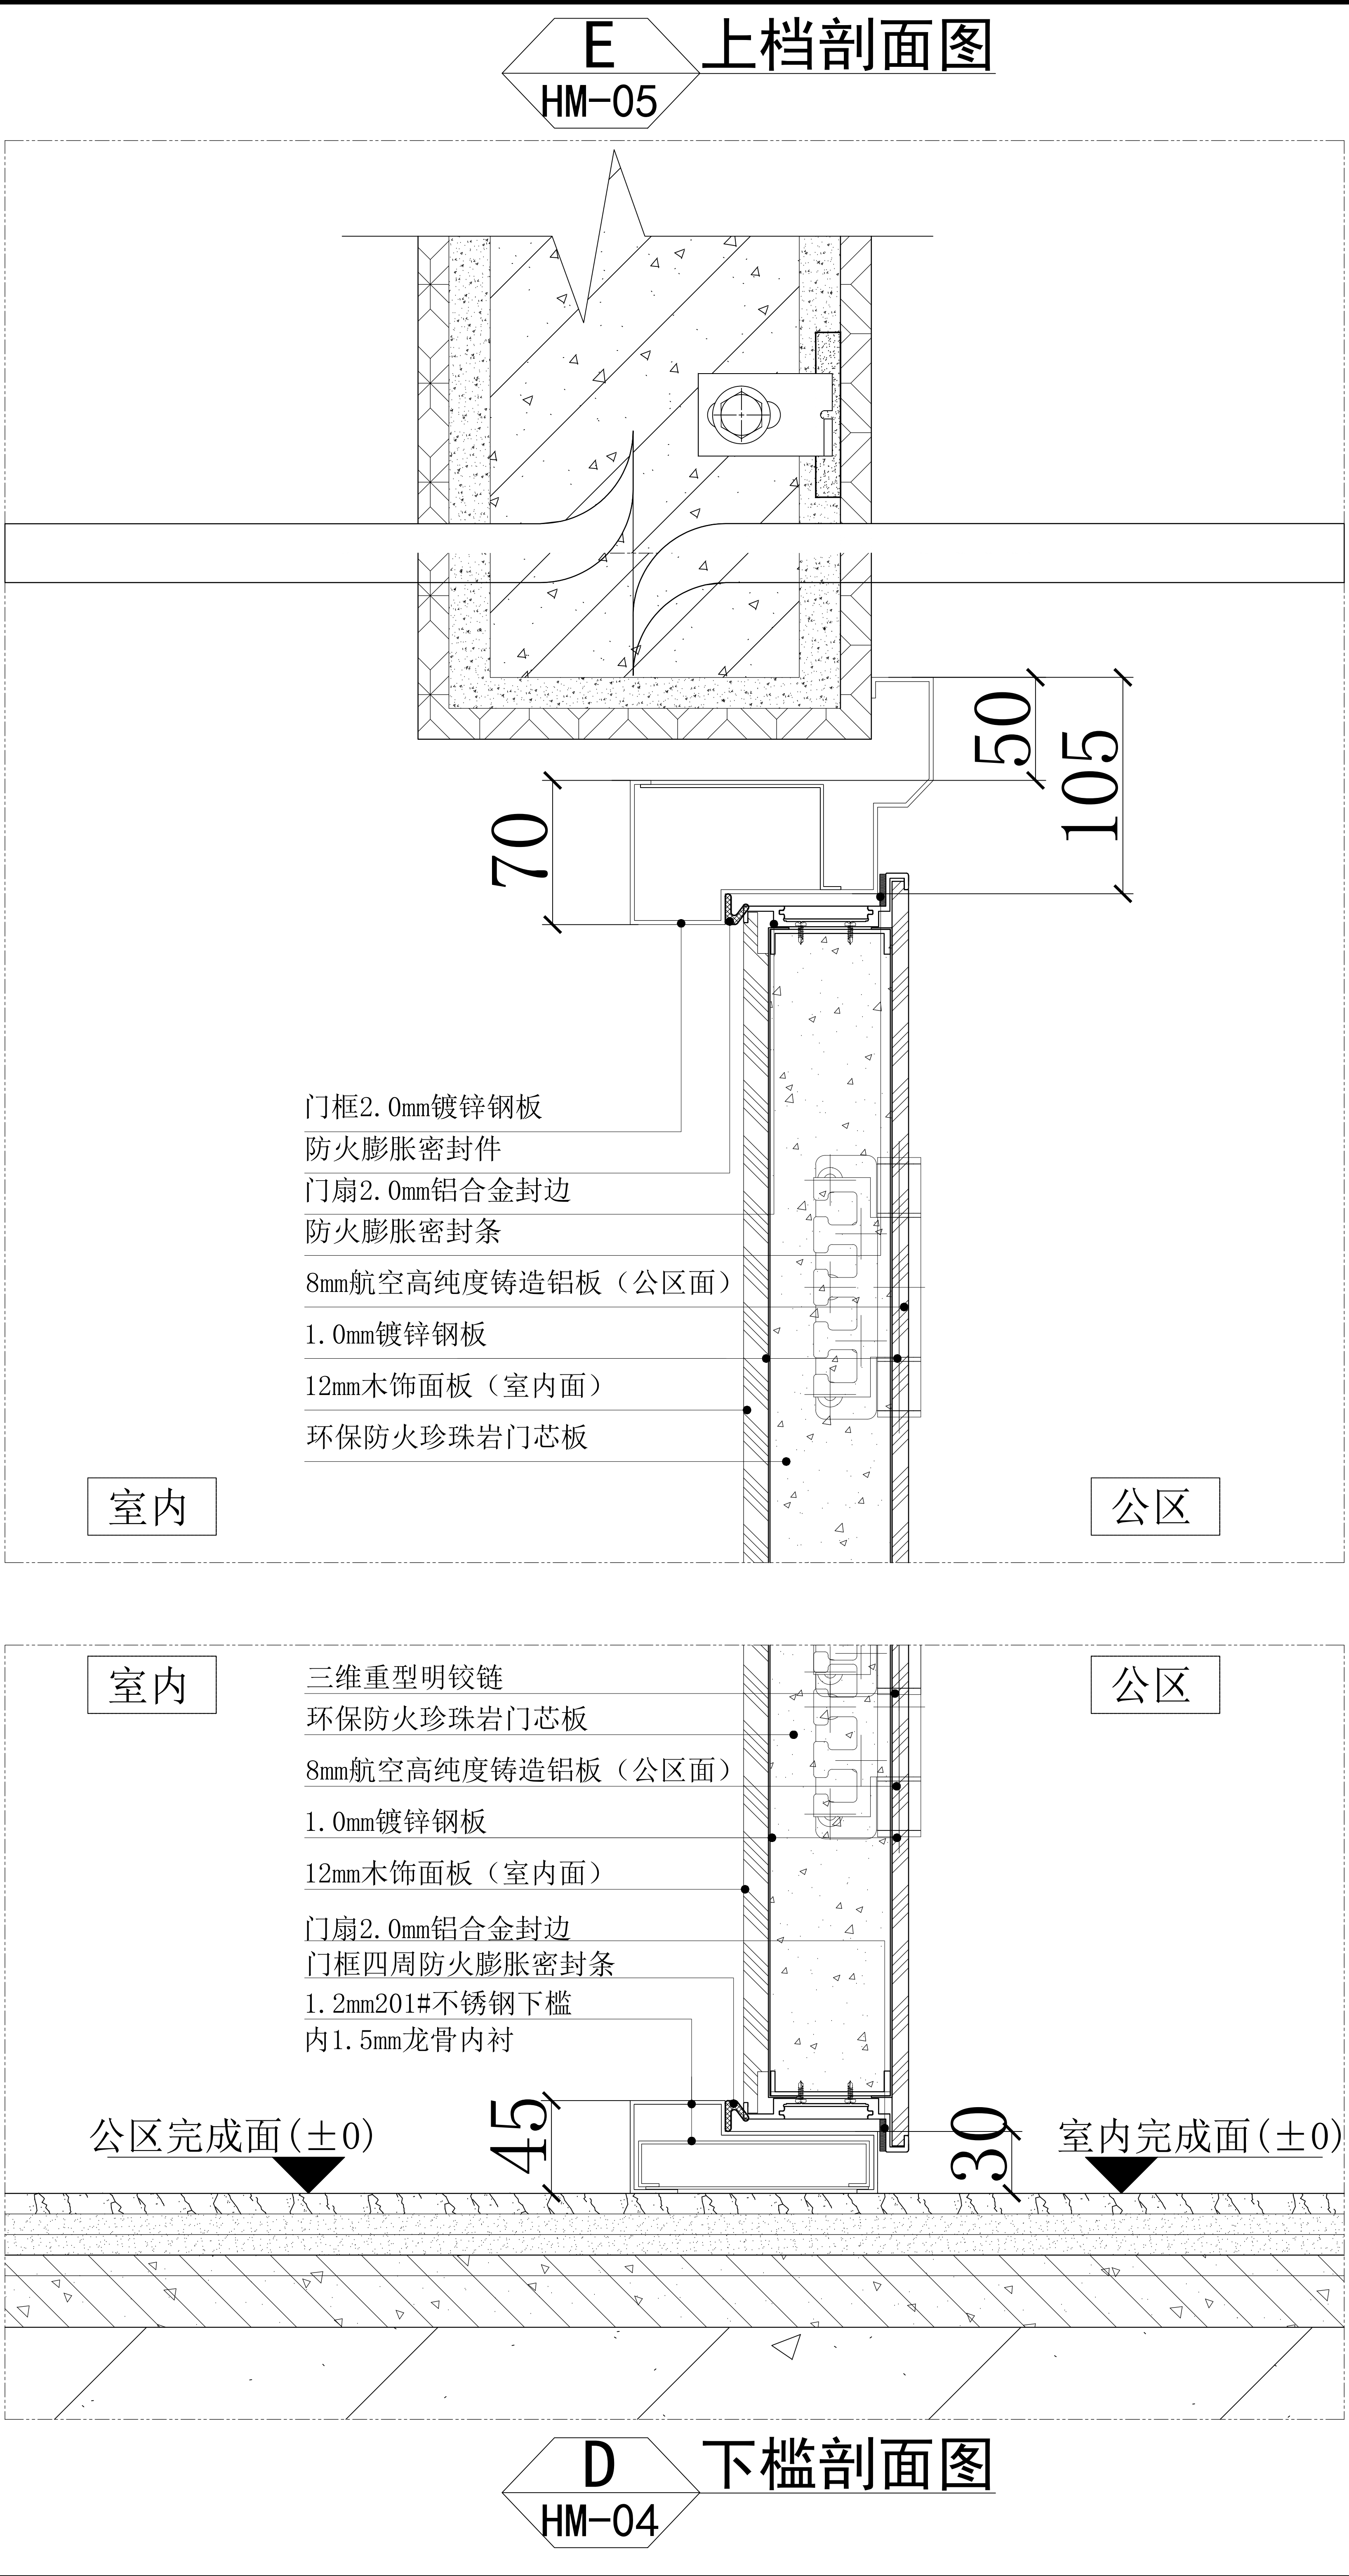 E 上档剖面图
HM-05
50
105
70
门框2.0mm镀锌钢板
防火膨胀密封件
门扇2.0mm铝合金封边
防火膨胀密封条
8mm航空高纯度铸造铝板（公区面）
1.0mm镀锌钢板
12mm木饰面板（室内面）
环保防火珍珠岩门芯板
室内
公区
室内
公区
三维重型明铰链
环保防火珍珠岩门芯板
8mm航空高纯度铸造铝板（公区面）
1.0mm镀锌钢板
12mm木饰面板（室内面）
门扇2.0mm铝合金封边
门框四周防火膨胀密封条
1.2mm201#不锈钢下槛
内1.5mm龙骨内衬
45
30
公区完成面(±0)
室内完成面(±0)
D 下槛剖面图
HM-04